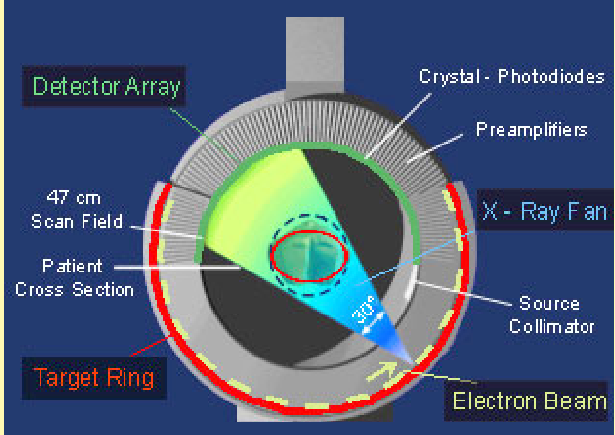 Detector Array
Crystal - Photodiodes
Preamplifiers
47 cm
Scan Field
X - Ray Fan
Patient
Cross Section
30°
Source
Collimator
Target Ring
Electron Beam